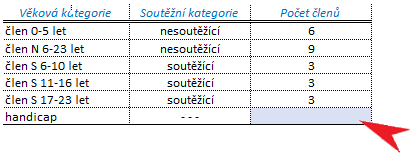 Věková kategorie Soutěžní kategorie Počet členů
člen 0-5 let nesoutěžící 6
člen N 6-23 let nesoutěžící 9
člen S 6-10 let soutěžící 3
člen S 11-16 let soutěžící 3
člen S 17-23 let soutěžící 3
handicap - - -